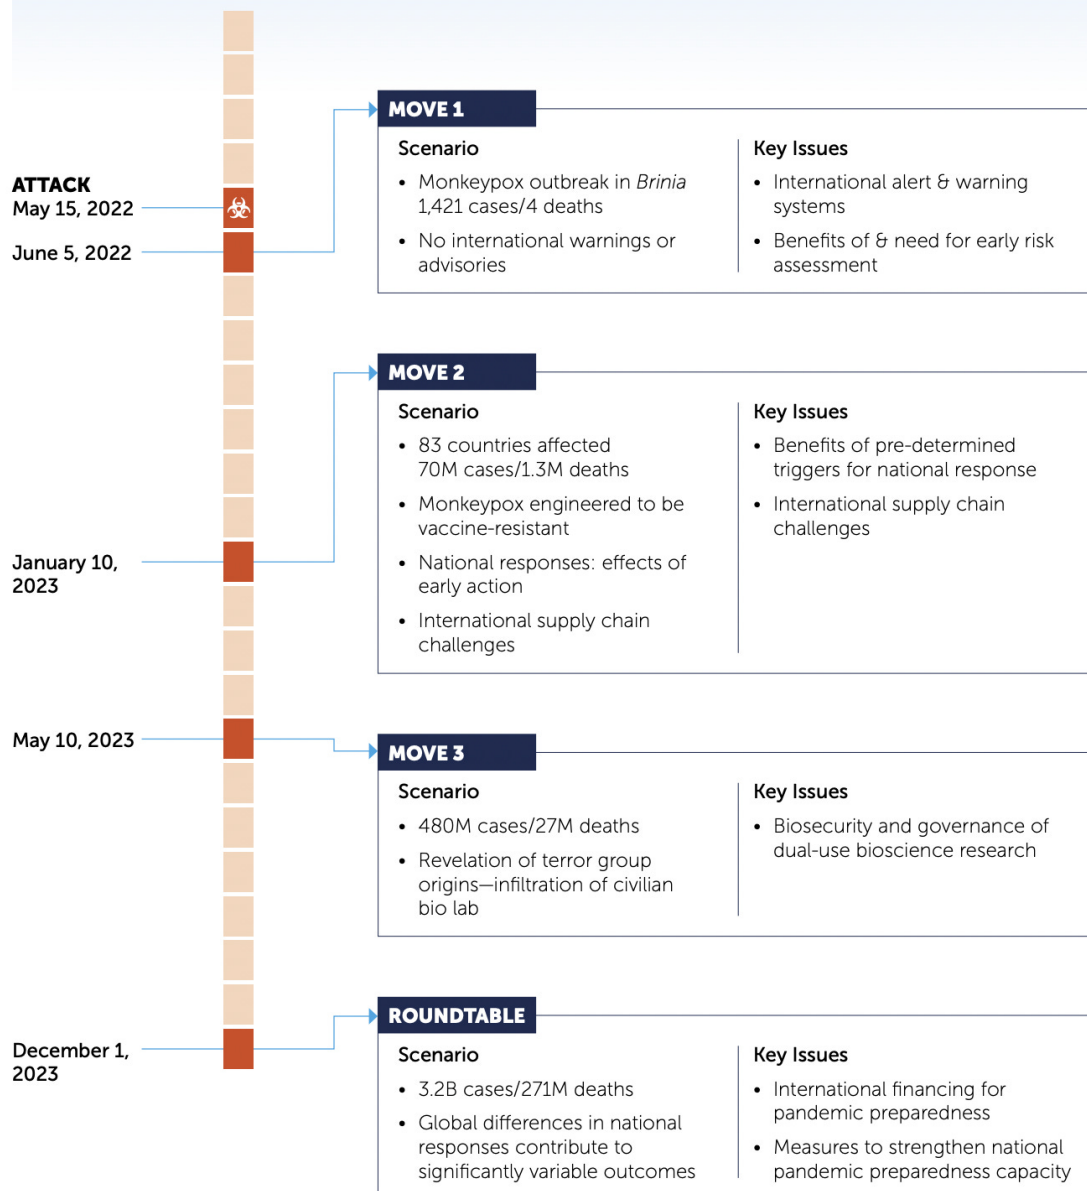 ATTACK
May 15, 2022
June 5, 2022
MOVE 1
Scenario
• Monkeypox outbreak in Brinia
1,421 cases/4 deaths
• No international warnings or
advisories
Key Issues
• International alert & warning
systems
• Benefits of & need for early risk
assessment
January 10,
2023
MOVE 2
Scenario
• 83 countries affected
70M cases/1.3M deaths
• Monkeypox engineered to be
vaccine-resistant
• National responses: effects of
early action
• International supply chain
challenges
Key Issues
• Benefits of pre-determined
triggers for national response
• International supply chain
challenges
May 10, 2023
MOVE 3
Scenario
• 480M cases/27M deaths
• Revelation of terror group
origins—infiltration of civilian
bio lab
Key Issues
• Biosecurity and governance of
dual-use bioscience research
December 1,
2023
ROUNDTABLE
Scenario
• 3.2B cases/271M deaths
• Global differences in national
responses contribute to
significantly variable outcomes
Key Issues
• International financing for
pandemic preparedness
• Measures to strengthen national
pandemic preparedness capacity